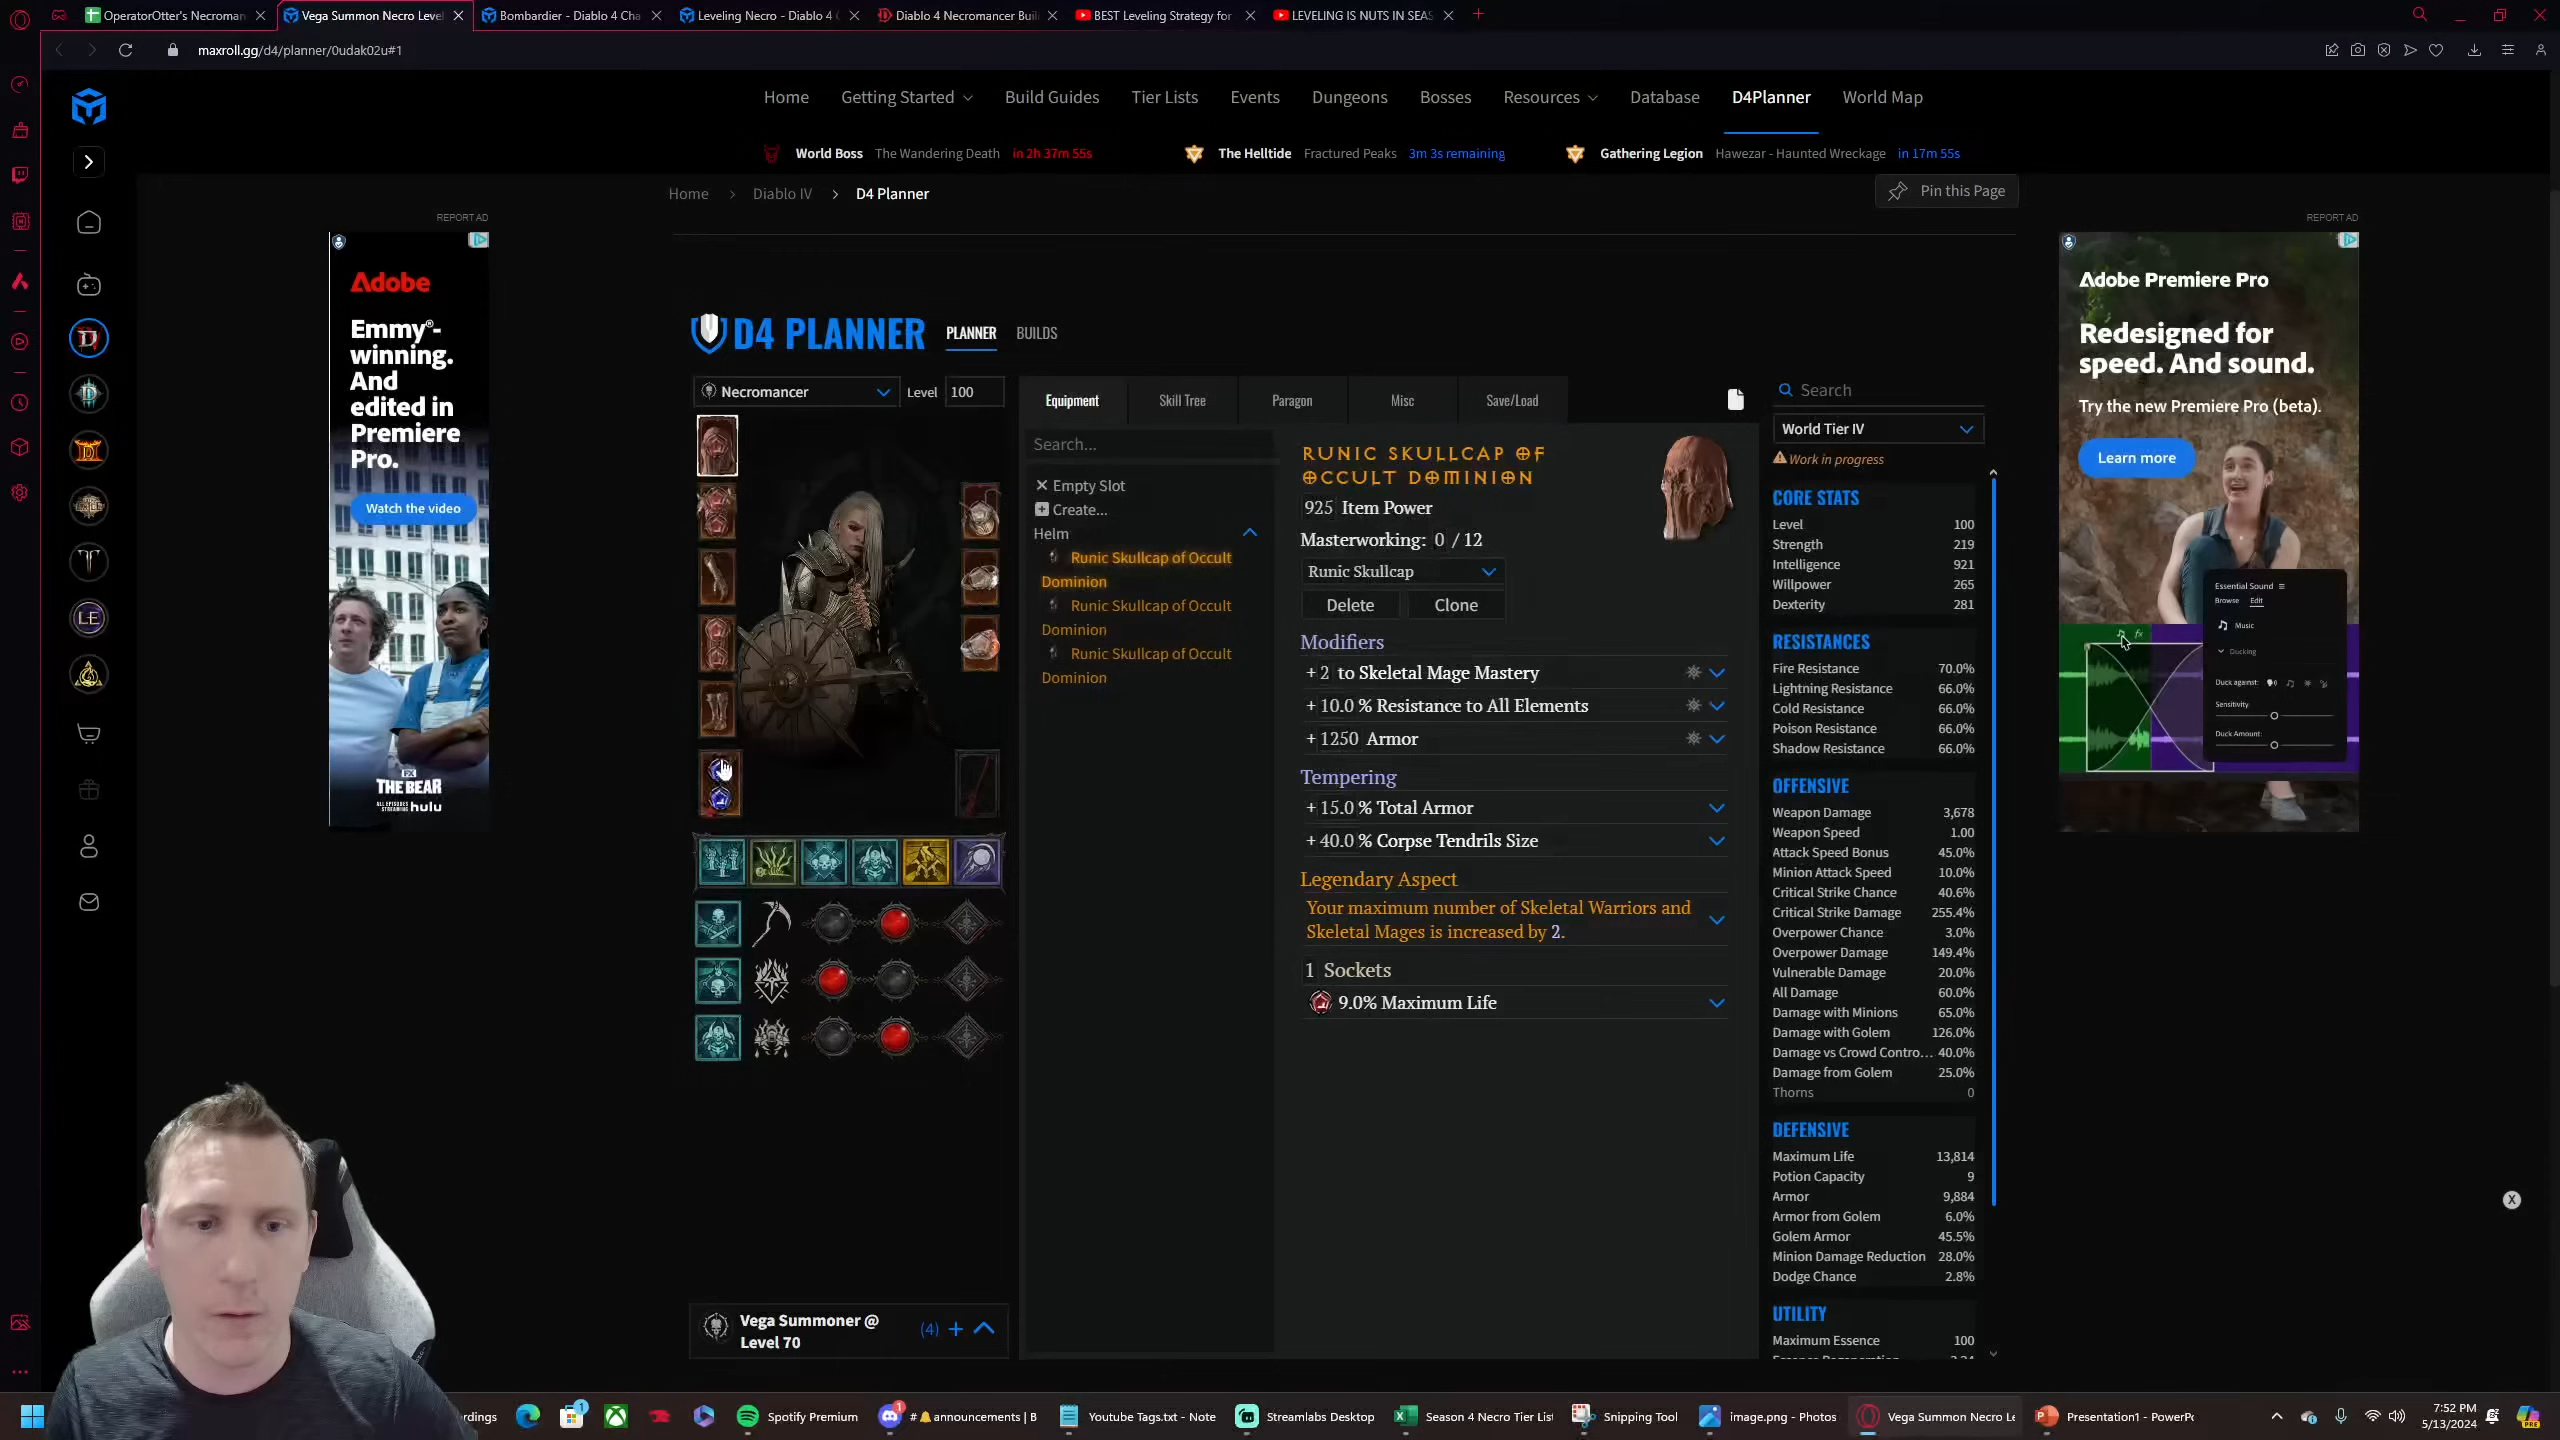 OperatorOtter's Necroman
Vega Summon Necro Leve
Bombardier - Diablo 4 Cha
Leveling Necro - Diablo 4
Diablo 4 Necromancer Buil
BEST Leveling Strategy for
LEVELING IS NUTS IN SEAS
maxroll.gg/d4/planner/0udak02u#1
Home
Getting Started
Build Guides
Tier Lists
Events
Dungeons
Bosses
Resources
Database
D4Planner
World Map
World Boss The Wandering Death in 2h 37m 55s
The Helltide Fractured Peaks 3m 3s remaining
Gathering Legion Hawezar - Haunted Wreckage in 17m 55s
Home > Diablo IV > D4 Planner
Pin this Page
REPORT AD
Adobe
Emmy®-
winning.
And
edited in
Premiere
Pro.
Watch the video
FX
THE BEAR
ALL EPISODES
STREAMING hulu
D4 PLANNER
PLANNER
BUILDS
Necromancer
Level 100
Equipment
Skill Tree
Paragon
Misc
Save/Load
Search...
Empty Slot
Create...
Helm
Runic Skullcap of Occult
Dominion
Runic Skullcap of Occult
Dominion
Runic Skullcap of Occult
Dominion
RUNIC SKULLCAP OF
OCCULT DOMINION
925 Item Power
Masterworking: 0 / 12
Runic Skullcap
Delete
Clone
Modifiers
+ 2 to Skeletal Mage Mastery
+ 10.0 % Resistance to All Elements
+ 1250 Armor
Tempering
+ 15.0 % Total Armor
+ 40.0 % Corpse Tendrils Size
Legendary Aspect
Your maximum number of Skeletal Warriors and
Skeletal Mages is increased by 2.
1 Sockets
9.0% Maximum Life
Vega Summoner @
Level 70
(4)
Search
World Tier IV
Work in progress
CORE STATS
Level 100
Strength 219
Intelligence 921
Willpower 265
Dexterity 281
RESISTANCES
Fire Resistance 70.0%
Lightning Resistance 66.0%
Cold Resistance 66.0%
Poison Resistance 66.0%
Shadow Resistance 66.0%
OFFENSIVE
Weapon Damage 3,678
Weapon Speed 1.00
Attack Speed Bonus 45.0%
Minion Attack Speed 10.0%
Critical Strike Chance 40.6%
Critical Strike Damage 255.4%
Overpower Chance 3.0%
Overpower Damage 149.4%
Vulnerable Damage 20.0%
All Damage 60.0%
Damage with Minions 65.0%
Damage with Golem 126.0%
Damage vs Crowd Contro... 40.0%
Damage from Golem 25.0%
Thorns 0
DEFENSIVE
Maximum Life 13,814
Potion Capacity 9
Armor 9,884
Armor from Golem 6.0%
Golem Armor 45.5%
Minion Damage Reduction 28.0%
Dodge Chance 2.8%
UTILITY
Maximum Essence 100
REPORT AD
Adobe Premiere Pro
Redesigned for
speed. And sound.
Try the new Premiere Pro (beta).
Learn more
Essential Sound
Browse Edit
Music
Ducking
Duck against:
Sensitivity
Duck Amount:
rdings
Spotify Premium
# announcements | B
Youtube Tags.txt - Note
Streamlabs Desktop
Season 4 Necro Tier List
Snipping Tool
image.png - Photos
Vega Summon Necro Le
Presentation1 - PowerPo
7:52 PM
5/13/2024